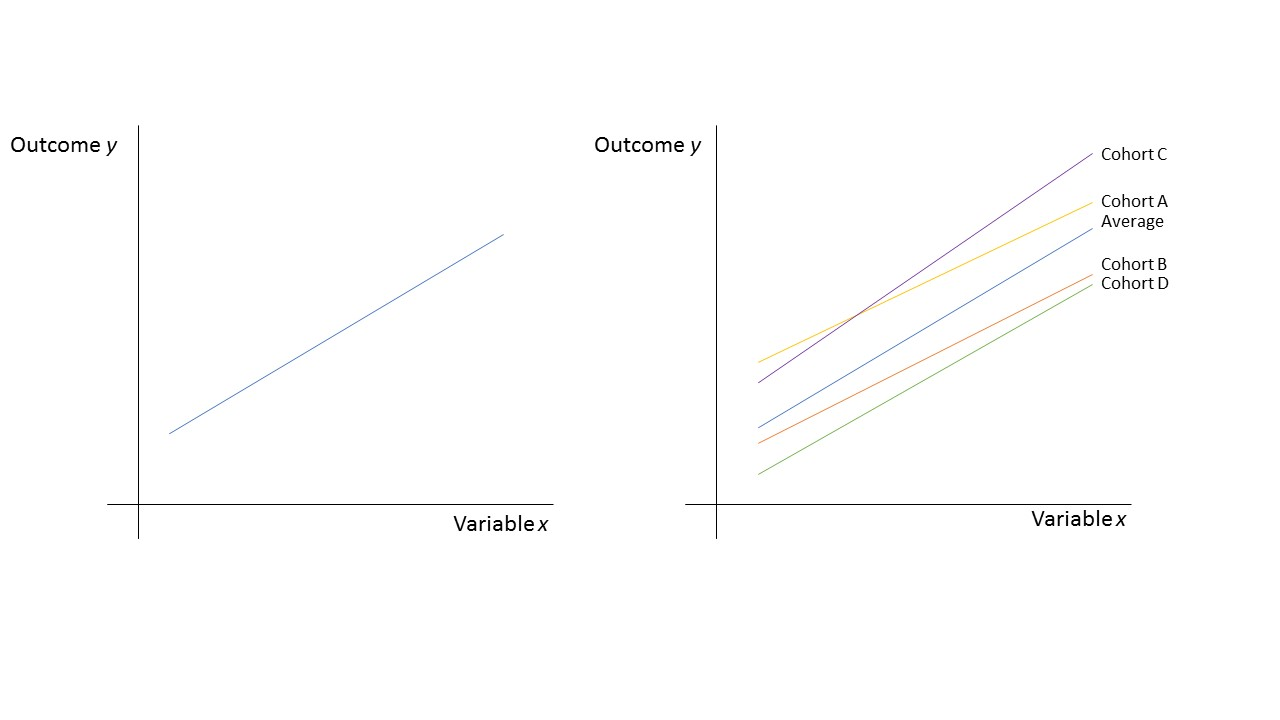 Outcome y
Variable x
Outcome y
Cohort C
Cohort A
Average
Cohort B
Cohort D
Variable x